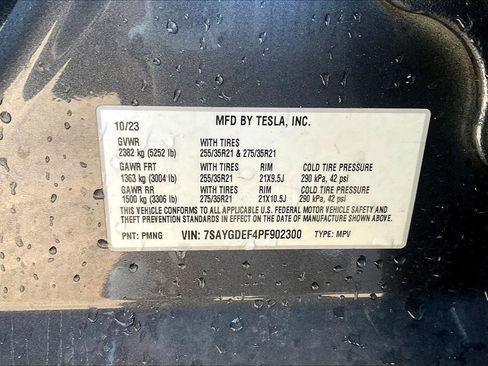 10/23 MFD BY TESLA, INC.
GVWR WITH TIRES
2382 kg (5252 lb) 255/35R21 & 275/35R21
GAWR FRT WITH TIRES RIM COLD TIRE PRESSURE
1363 kg (3004 lb) 255/35R21 21X9.5J 290 kPa, 42 psi
GAWR RR WITH TIRES RIM COLD TIRE PRESSURE
1500 kg (3306 lb) 275/35R21 21X10.5J 290 kPa, 42 psi
THIS VEHICLE CONFORMS TO ALL APPLICABLE U.S. FEDERAL MOTOR VEHICLE SAFETY AND
THEFT PREVENTION STANDARDS IN EFFECT ON THE DATE OF MANUFACTURE SHOWN ABOVE.
PNT: PMNG VIN: 7SAYGDEF4PF902300 TYPE: MPV